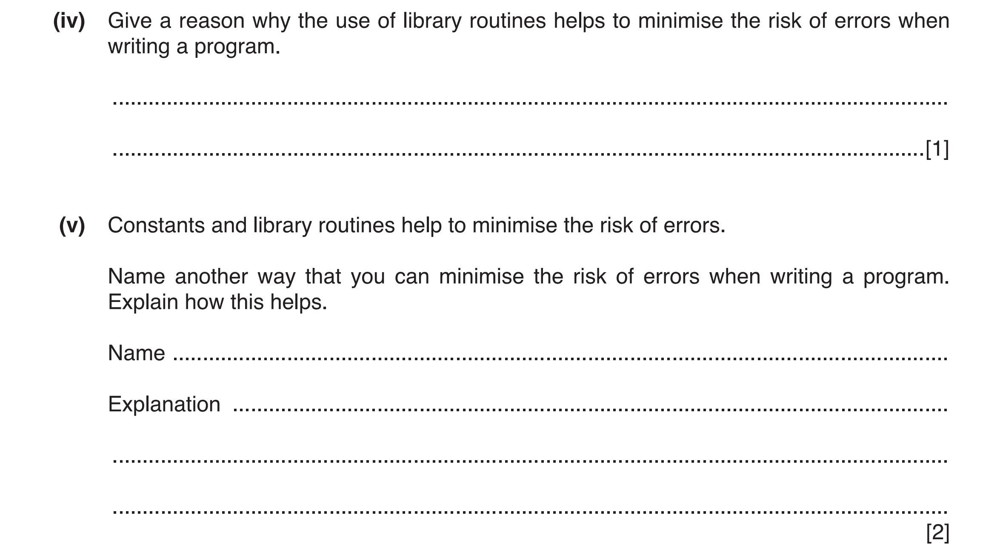 (iv) Give a reason why the use of library routines helps to minimise the risk of errors when
writing a program.
..........................................................................................................................................
.......................................................................................................................................[1]
(v) Constants and library routines help to minimise the risk of errors.
Name another way that you can minimise the risk of errors when writing a program.
Explain how this helps.
Name ................................................................................................................................
Explanation ......................................................................................................................
..........................................................................................................................................
..........................................................................................................................................
[2]